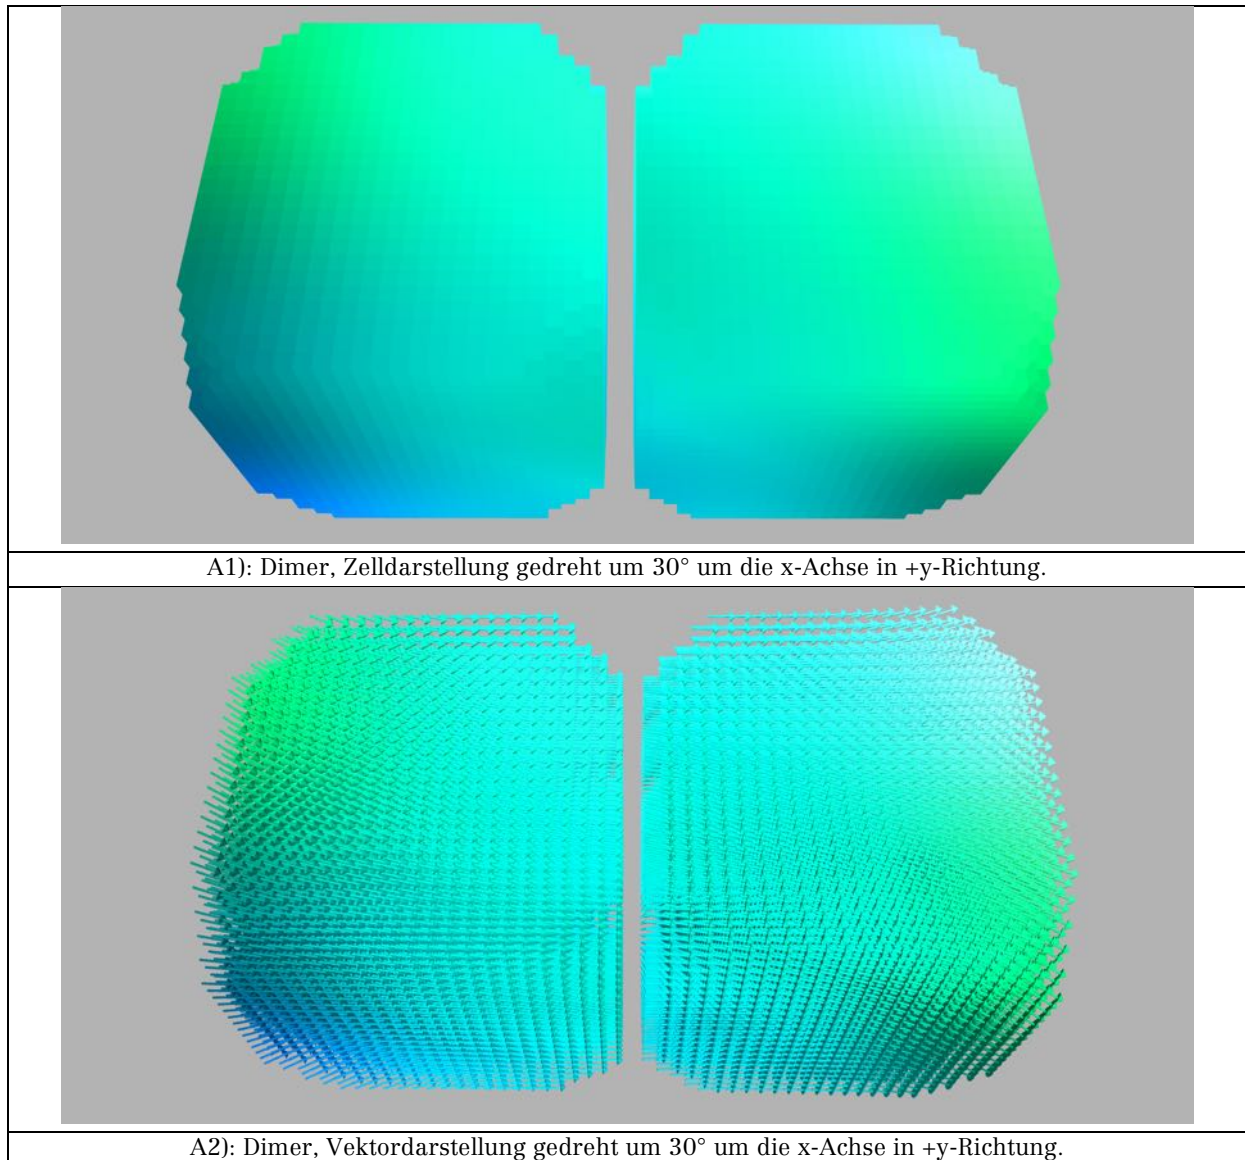 A1): Dimer, Zelldarstellung gedreht um 30° um die x-Achse in +y-Richtung.
A2): Dimer, Vektordarstellung gedreht um 30° um die x-Achse in +y-Richtung.